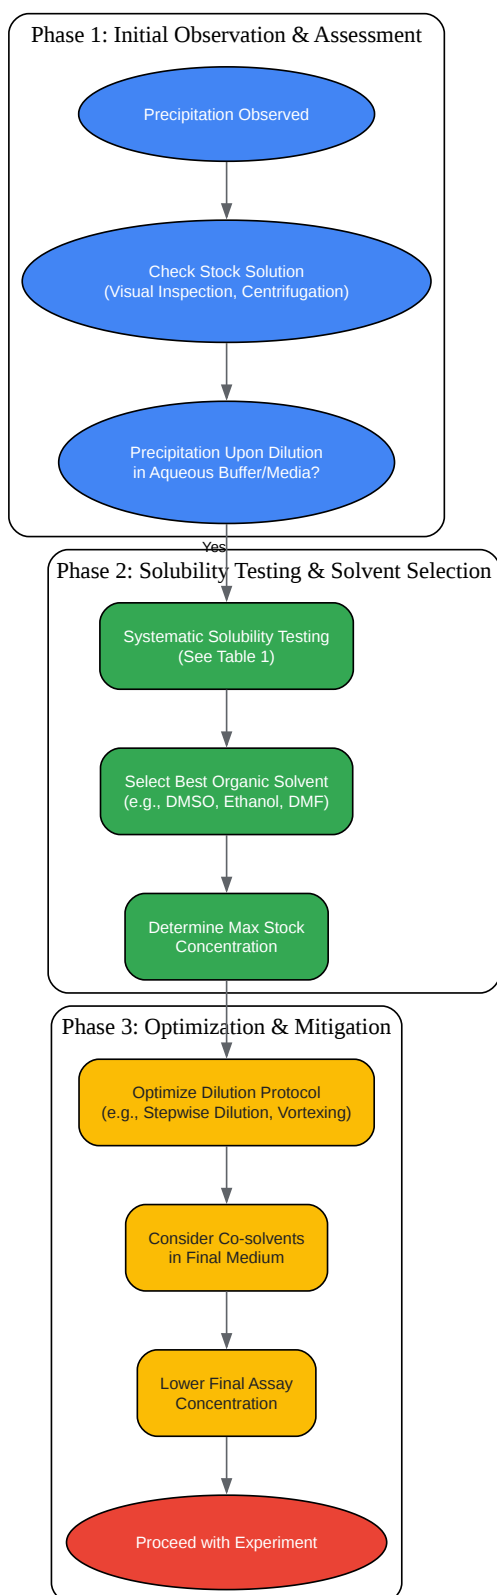 Phase 1: Initial Observation & Assessment
Precipitation Observed
Check Stock Solution
(Visual Inspection, Centrifugation)
Precipitation Upon Dilution
in Aqueous Buffer/Media?
Yes
Phase 2: Solubility Testing & Solvent Selection
Systematic Solubility Testing
(See Table 1)
Select Best Organic Solvent
(e.g., DMSO, Ethanol, DMF)
Determine Max Stock
Concentration
Phase 3: Optimization & Mitigation
Optimize Dilution Protocol
(e.g., Stepwise Dilution, Vortexing)
Consider Co-solvents
in Final Medium
Lower Final Assay
Concentration
Proceed with Experiment